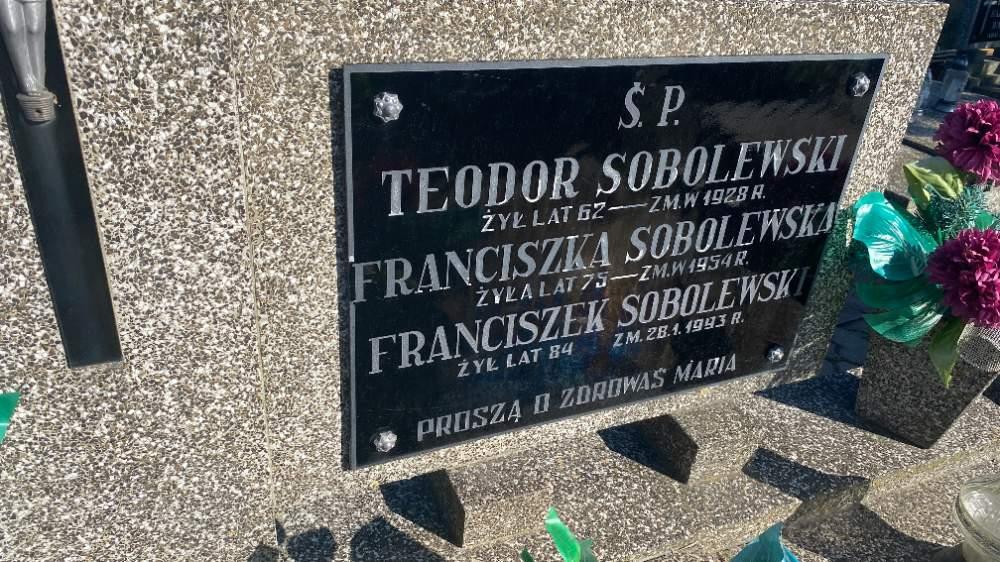 Ś. P.
TEODOR SOBOLEWSKI
ŻYŁ LAT 62 — ZM. W 1928 R.
FRANCISZKA SOBOLEWSKA
ŻYŁA LAT 75 — ZM. W 1954 R.
FRANCISZEK SOBOLEWSKI
ŻYŁ LAT 84 ZM. 28.1.1993 R.
PROSZĄ O ZDROWAŚ MARIA